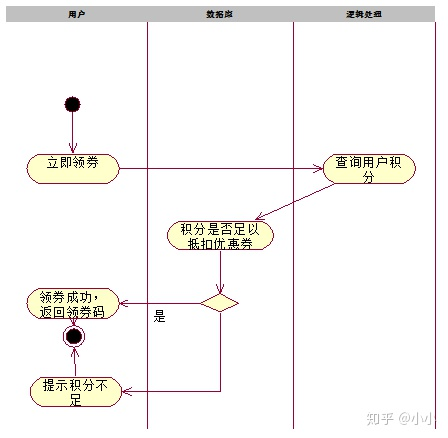 用户
数据库
逻辑处理
立即领券
查询用户积
分
积分是否足以
抵扣优惠券
领券成功，
返回领券码
是
提示积分不
足
知乎 @小小